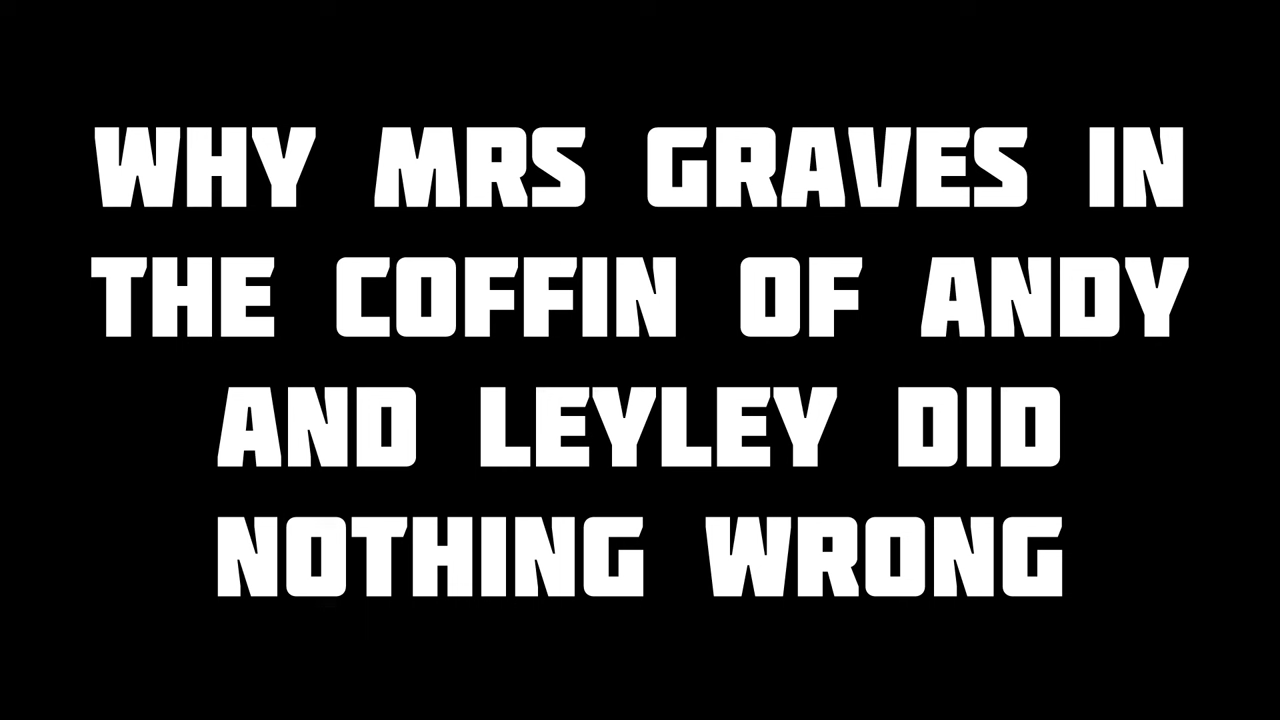 WHY MRS GRAVES IN
THE COFFIN OF ANDY
AND LEYLEY DID
NOTHING WRONG